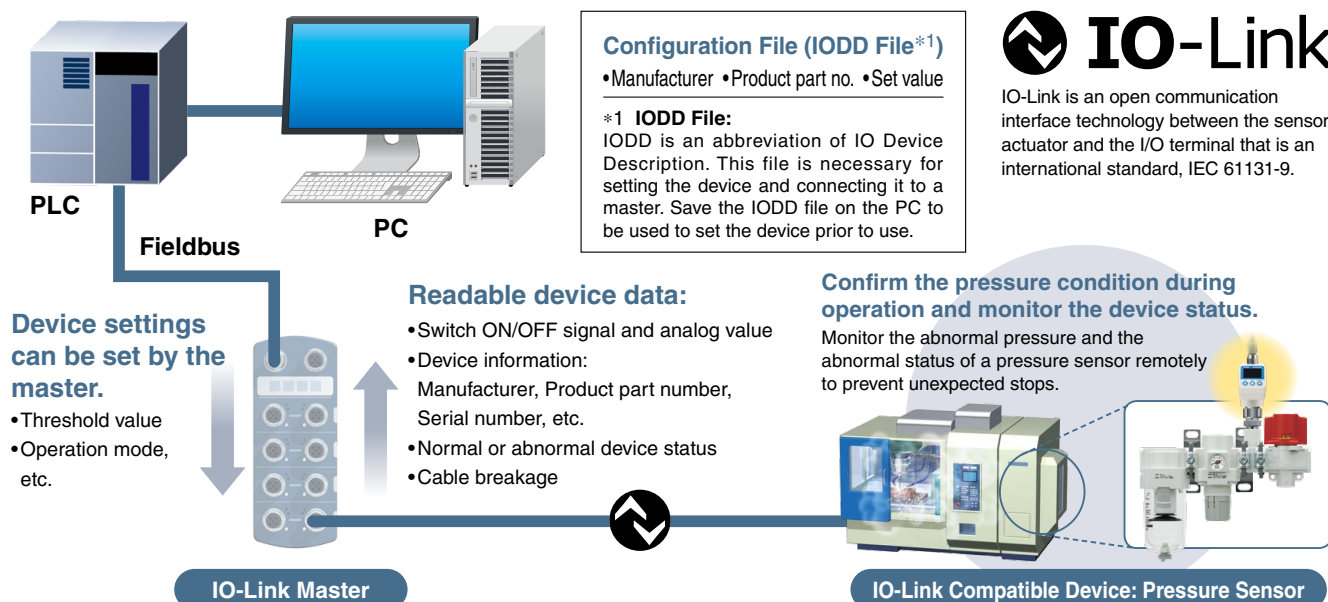 PLC
PC
Fieldbus
Configuration File (IODD File*1)
•Manufacturer •Product part no. •Set value
*1 IODD File:
IODD is an abbreviation of IO Device
Description. This file is necessary for
setting the device and connecting it to a
master. Save the IODD file on the PC to
be used to set the device prior to use.
IO-Link
IO-Link is an open communication
interface technology between the sensor
actuator and the I/O terminal that is an
international standard, IEC 61131-9.
Device settings
can be set by the
master.
•Threshold value
•Operation mode,
etc.
Readable device data:
•Switch ON/OFF signal and analog value
•Device information:
Manufacturer, Product part number,
Serial number, etc.
•Normal or abnormal device status
•Cable breakage
Confirm the pressure condition during
operation and monitor the device status.
Monitor the abnormal pressure and the
abnormal status of a pressure sensor remotely
to prevent unexpected stops.
IO-Link Master
IO-Link Compatible Device: Pressure Sensor